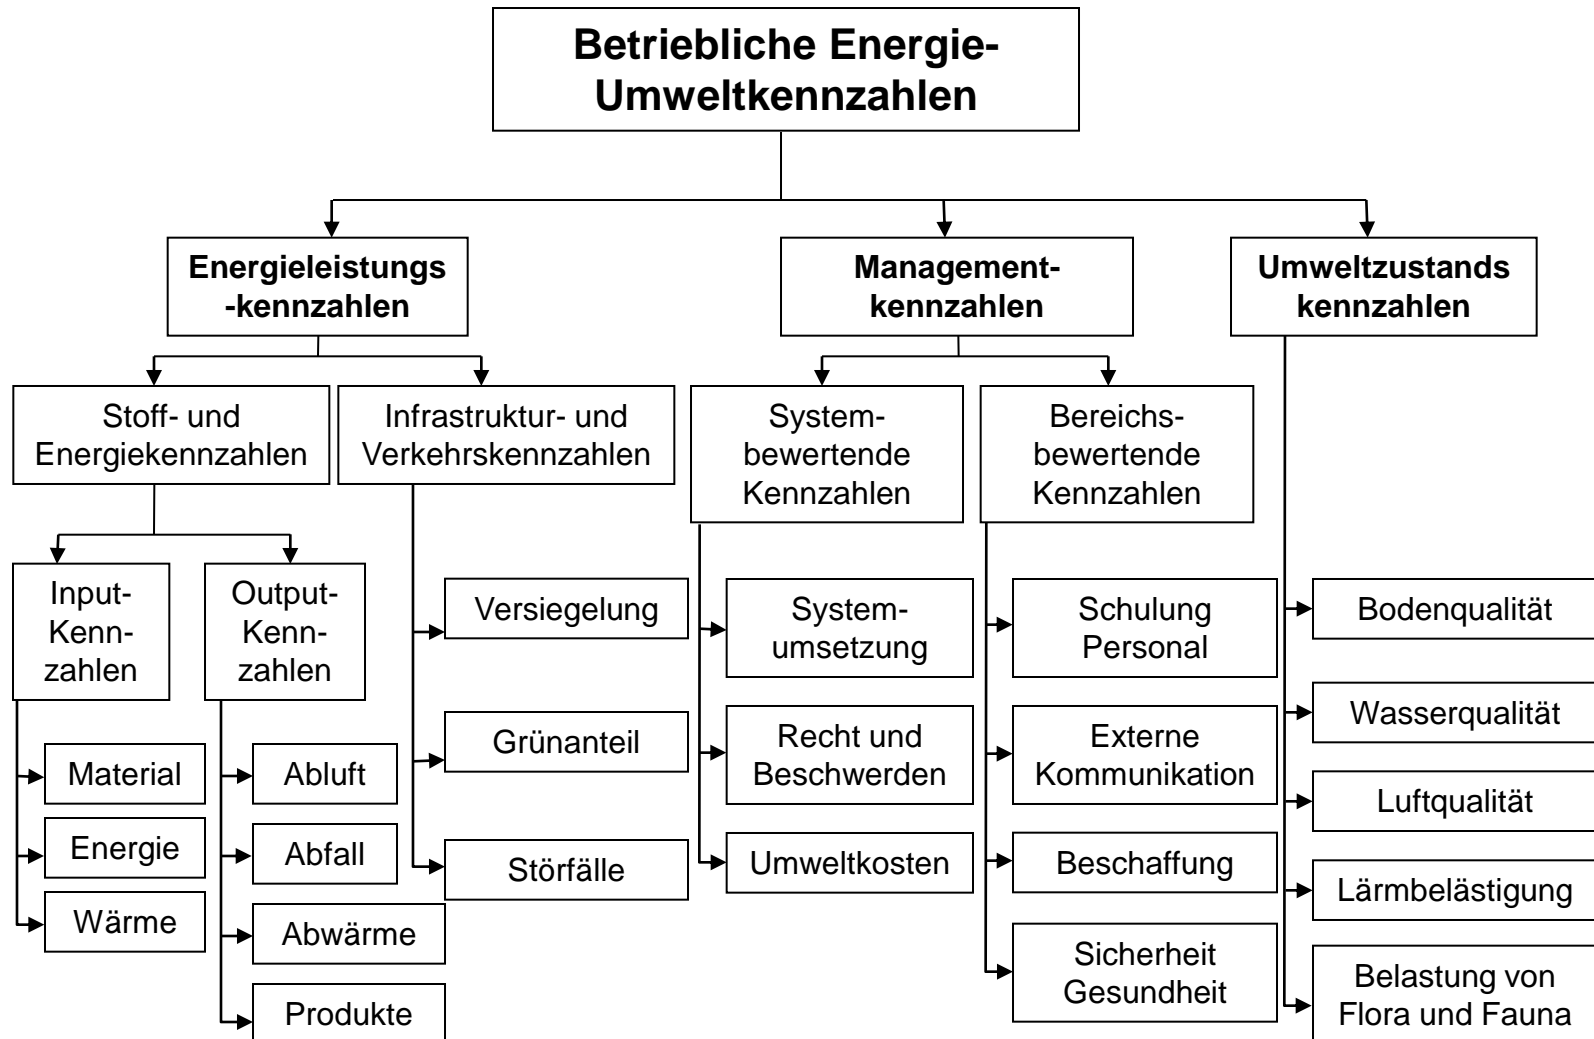 Betriebliche Energie-
Umweltkennzahlen
Energieleistungs
-kennzahlen
Management-
kennzahlen
Umweltzustands
kennzahlen
Stoff- und
Energiekennzahlen
Infrastruktur- und
Verkehrskennzahlen
System-
bewertende
Kennzahlen
Bereichs-
bewertende
Kennzahlen
Input-
Kenn-
zahlen
Output-
Kenn-
zahlen
Material
Energie
Wärme
Abluft
Abfall
Abwärme
Produkte
Versiegelung
Grünanteil
Störfälle
System-
umsetzung
Recht und
Beschwerden
Umweltkosten
Schulung
Personal
Externe
Kommunikation
Beschaffung
Sicherheit
Gesundheit
Bodenqualität
Wasserqualität
Luftqualität
Lärmbelästigung
Belastung von
Flora und Fauna